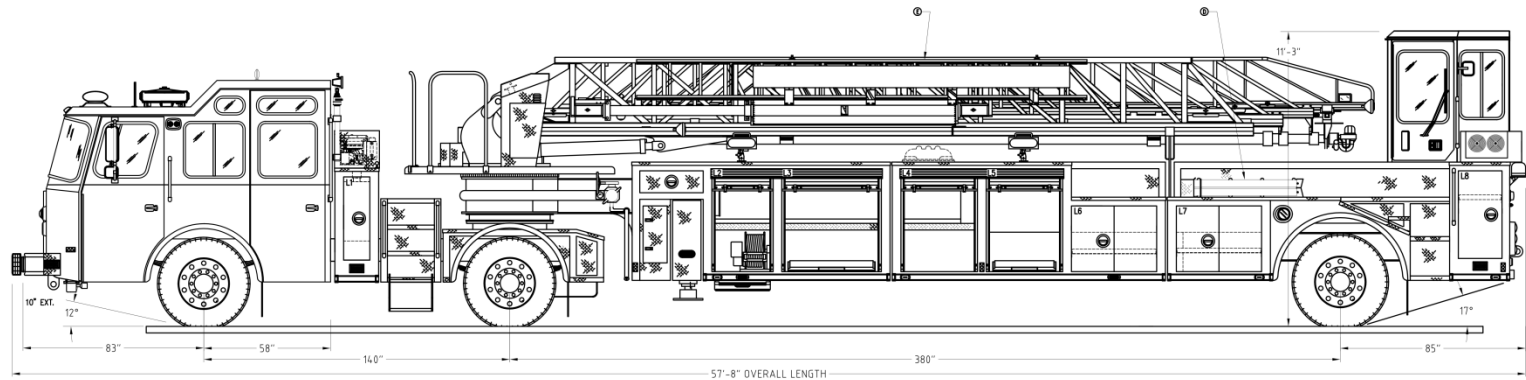 E
D
11'-3"
L2
L3
L4
L5
L8
L1
L6
L7
10" EXT.
12°
17°
83"
58"
85"
140"
380"
57'-8" OVERALL LENGTH